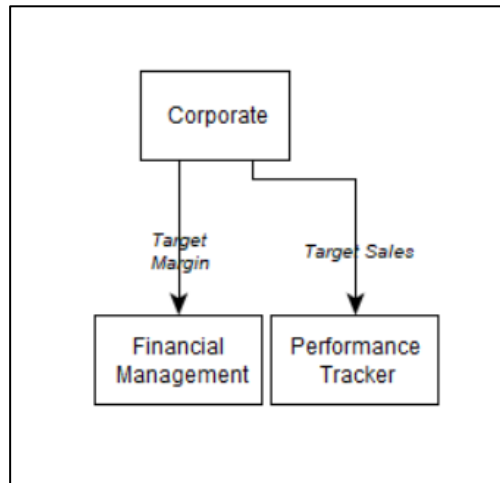 Corporate
Target
Margin
Target Sales
Financial
Management
Performance
Tracker